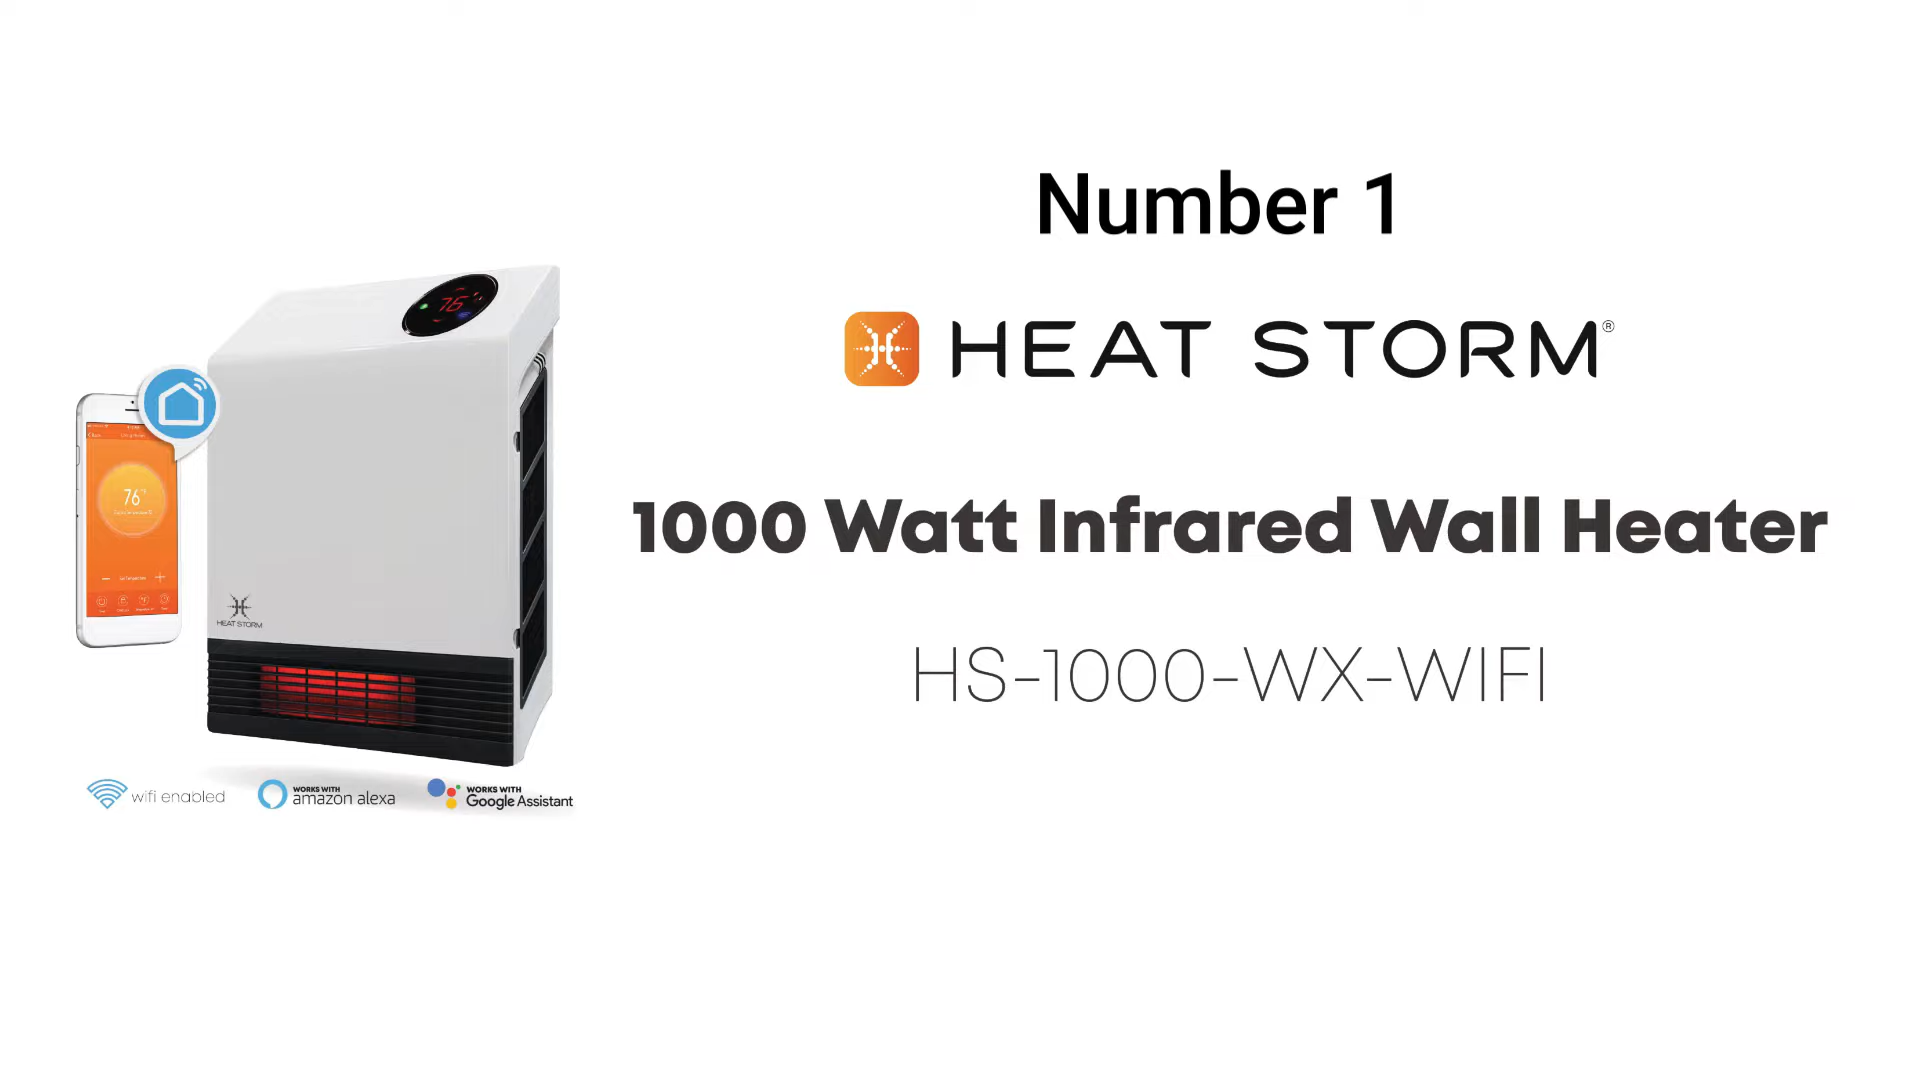 Number 1
HEAT STORM®
1000 Watt Infrared Wall Heater
HS-1000-WX-WIFI
76
76°
HEAT STORM
wifi enabled
WORKS WITH
amazon alexa
WORKS WITH
Google Assistant